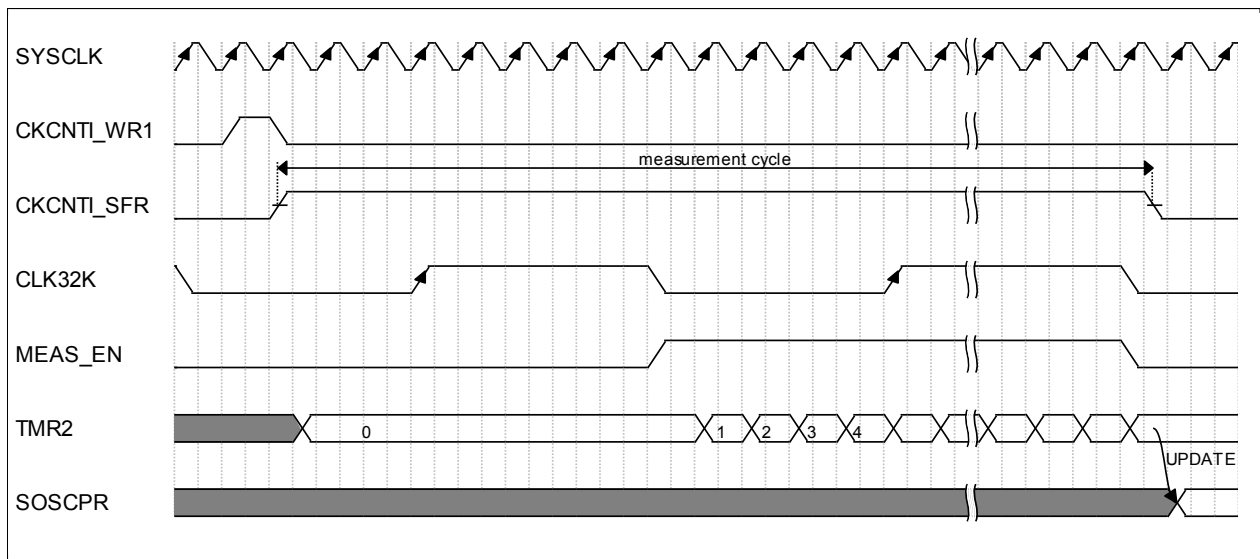 SYSCLK
CKCNTI_WR1
measurement cycle
CKCNTI_SFR
CLK32K
MEAS_EN
TMR2
0 1 2 3 4
UPDATE
SOSCPR